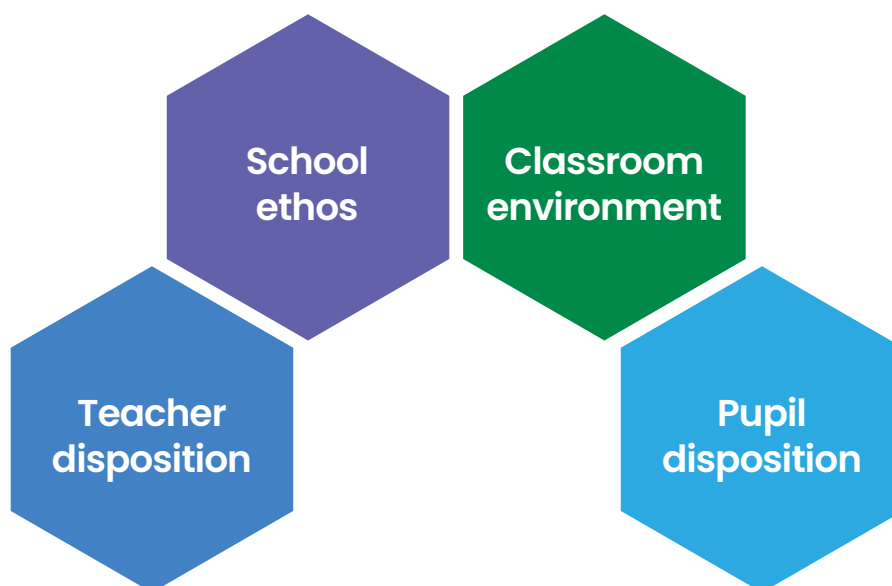 School
ethos
Classroom
environment
Teacher
disposition
Pupil
disposition